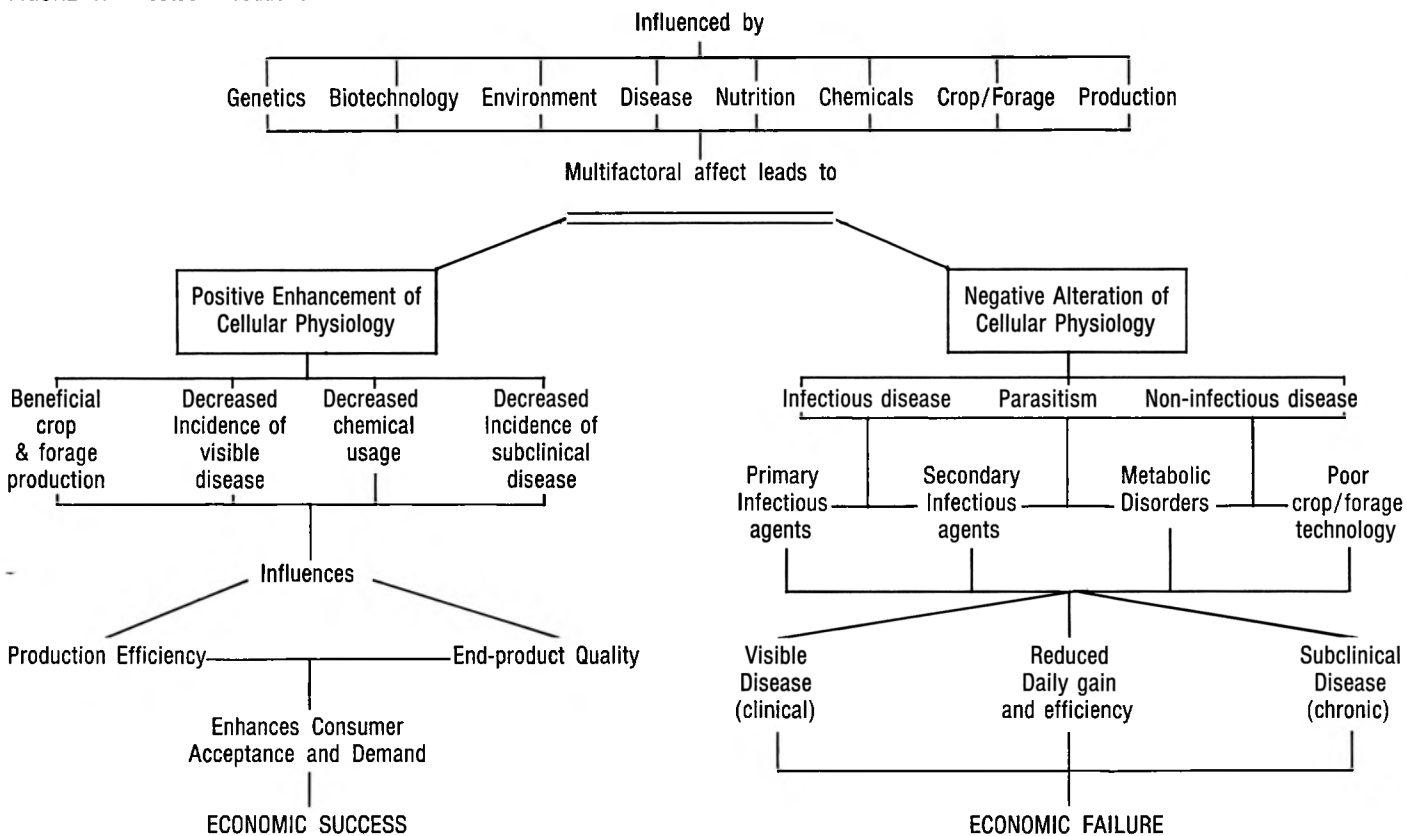 Influenced by
Genetics Biotechnology Environment Disease Nutrition Chemicals Crop/Forage Production
Multifactoral affect leads to
Positive Enhancement of
Cellular Physiology
Negative Alteration of
Cellular Physiology
Beneficial
crop
& forage
production
Decreased
Incidence of
visible
disease
Decreased
chemical
usage
Decreased
Incidence of
subclinical
disease
Infectious disease Parasitism Non-infectious disease
Primary
Infectious
agents
Secondary
Infectious
agents
Metabolic
Disorders
Poor
crop/forage
technology
Influences
Production Efficiency
End-product Quality
Enhances Consumer
Acceptance and Demand
ECONOMIC SUCCESS
Visible
Disease
(clinical)
Reduced
Daily gain
and efficiency
Subclinical
Disease
(chronic)
ECONOMIC FAILURE